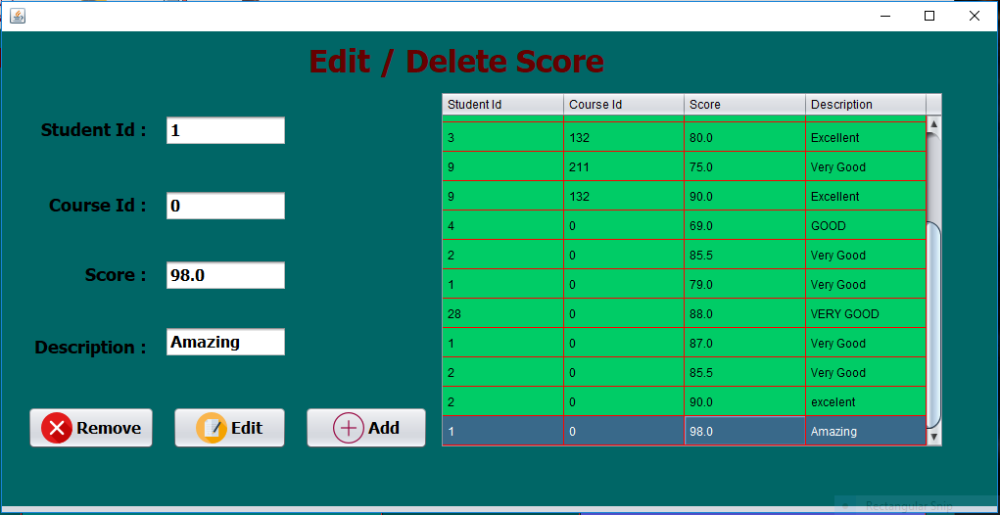 Edit / Delete Score
Student Id : 1
Course Id : 0
Score : 98.0
Description : Amazing
Remove Edit Add
Student Id Course Id Score Description
3 132 80.0 Excellent
9 211 75.0 Very Good
9 132 90.0 Excellent
4 0 69.0 GOOD
2 0 85.5 Very Good
1 0 79.0 Very Good
28 0 88.0 VERY GOOD
1 0 87.0 Very Good
2 0 85.5 Very Good
2 0 90.0 excelent
1 0 98.0 Amazing
Rectangular Snip